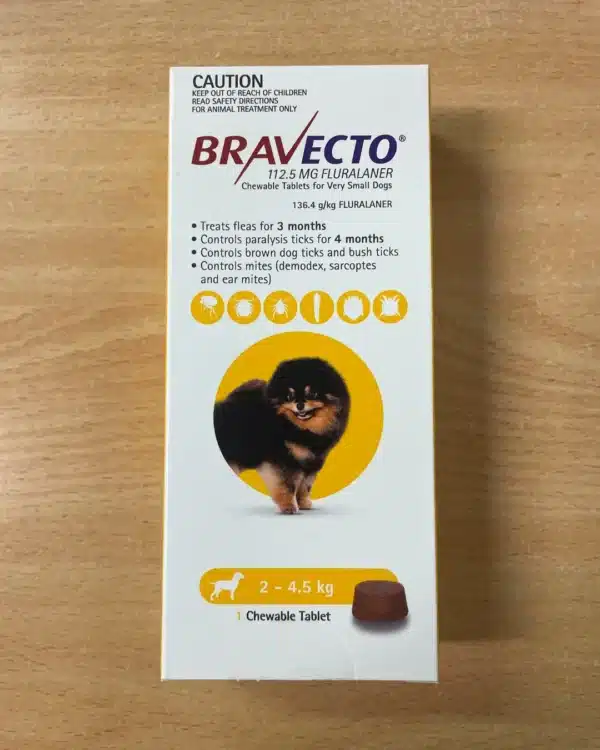 CAUTION
KEEP OUT OF REACH OF CHILDREN
READ SAFETY DIRECTIONS
FOR ANIMAL TREATMENT ONLY
BRAVECTO®
112.5 MG FLURALANER
Chewable Tablets for Very Small Dogs
136.4 g/kg FLURALANER
• Treats fleas for 3 months
• Controls paralysis ticks for 4 months
• Controls brown dog ticks and bush ticks
• Controls mites (demodex, sarcoptes
and ear mites)
2 – 4.5 kg
1 Chewable Tablet